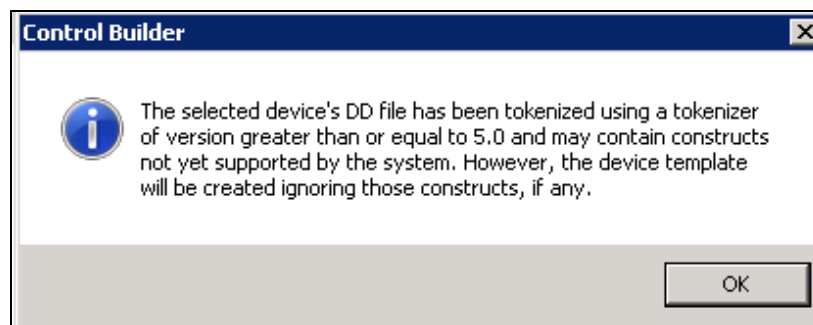 Control Builder
The selected device's DD file has been tokenized using a tokenizer
of version greater than or equal to 5.0 and may contain constructs
not yet supported by the system. However, the device template
will be created ignoring those constructs, if any.
OK